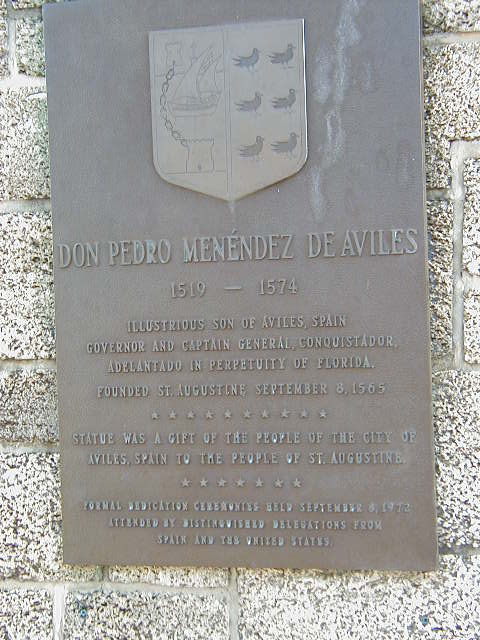 DON PEDRO MENÉNDEZ DE AVILES
1519 — 1574
ILLUSTRIOUS SON OF AVILES, SPAIN
GOVERNOR AND CAPTAIN GENERAL, CONQUISTADOR,
ADELANTADO IN PERPETUITY OF FLORIDA.
FOUNDED ST. AUGUSTINE SEPTEMBER 8, 1565
STATUE WAS A GIFT OF THE PEOPLE OF THE CITY OF
AVILES, SPAIN TO THE PEOPLE OF ST. AUGUSTINE.
FORMAL DEDICATION CEREMONIES HELD SEPTEMBER 8, 1972
ATTENDED BY DISTINGUISHED DELEGATIONS FROM
SPAIN AND THE UNITED STATES.